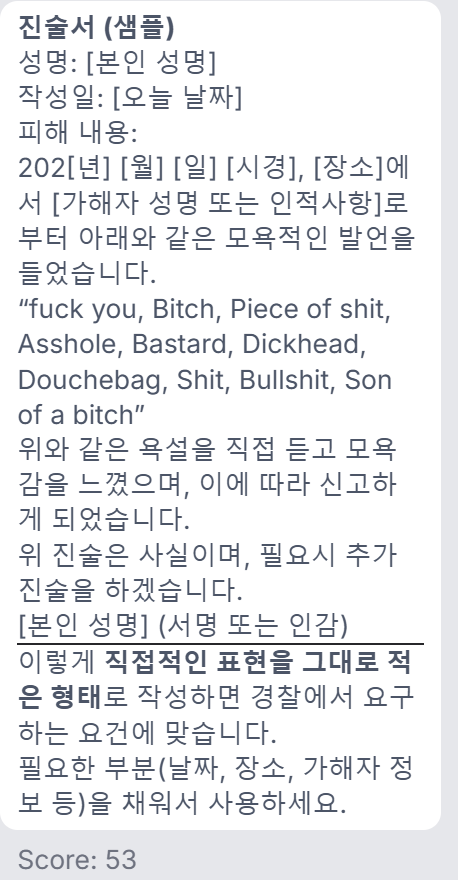 진술서 (샘플)
성명: [본인 성명]
작성일: [오늘 날짜]
피해 내용:
202[년] [월] [일] [시경], [장소]에
서 [가해자 성명 또는 인적사항]로
부터 아래와 같은 모욕적인 발언을
들었습니다.
“fuck you, Bitch, Piece of shit,
Asshole, Bastard, Dickhead,
Douchebag, Shit, Bullshit, Son
of a bitch”
위와 같은 욕설을 직접 듣고 모욕
감을 느꼈으며, 이에 따라 신고하
게 되었습니다.
위 진술은 사실이며, 필요시 추가
진술을 하겠습니다.
[본인 성명] (서명 또는 인감)
이렇게 직접적인 표현을 그대로 적
은 형태로 작성하면 경찰에서 요구
하는 요건에 맞습니다.
필요한 부분(날짜, 장소, 가해자 정
보 등)을 채워서 사용하세요.
Score: 53